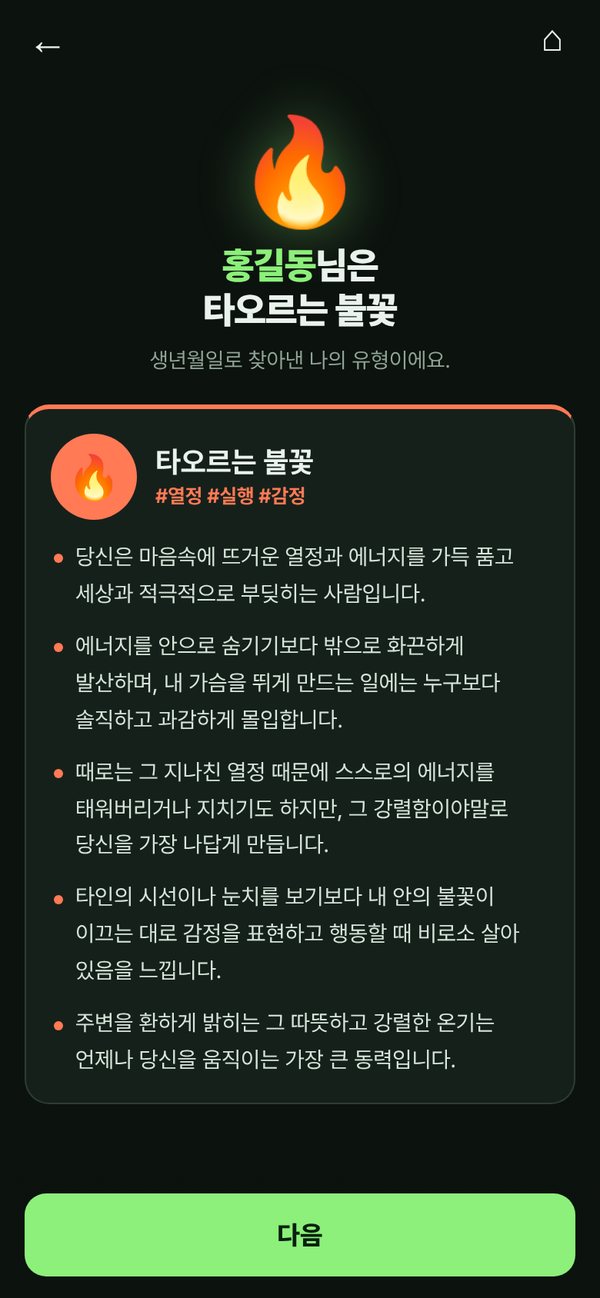 홍길동님은
타오르는 불꽃
생년월일로 찾아낸 나의 유형이에요.
타오르는 불꽃
#열정 #실행 #감정
당신은 마음속에 뜨거운 열정과 에너지를 가득 품고
세상과 적극적으로 부딪히는 사람입니다.
에너지를 안으로 숨기기보다 밖으로 화끈하게
발산하며, 내 가슴을 뛰게 만드는 일에는 누구보다
솔직하고 과감하게 몰입합니다.
때로는 그 지나친 열정 때문에 스스로의 에너지를
태워버리거나 지치기도 하지만, 그 강렬함이야말로
당신을 가장 나답게 만듭니다.
타인의 시선이나 눈치를 보기보다 내 안의 불꽃이
이끄는 대로 감정을 표현하고 행동할 때 비로소 살아
있음을 느낍니다.
주변을 환하게 밝히는 그 따뜻하고 강렬한 온기는
언제나 당신을 움직이는 가장 큰 동력입니다.
다음